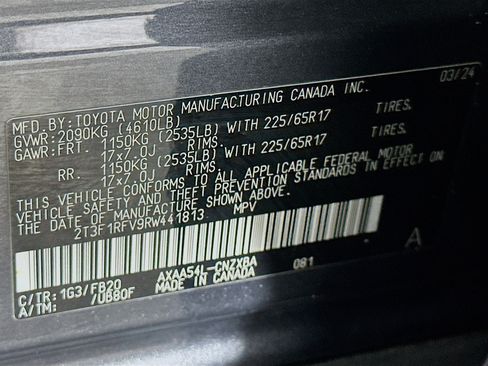 MFD. BY: TOYOTA MOTOR MANUFACTURING CANADA INC. 03/24
GVWR: 2090KG (4610LB)
GAWR: FRT. 1150KG (2535LB) WITH 225/65R17 TIRES,
17x7.0J RIMS,
RR. 1150KG (2535LB) WITH 225/65R17 TIRES,
17x7.0J RIMS,
THIS VEHICLE CONFORMS TO ALL APPLICABLE FEDERAL MOTOR
VEHICLE SAFETY AND THEFT PREVENTION STANDARDS IN EFFECT ON
THE DATE OF MANUFACTURE SHOWN ABOVE.
2T3F1RFV9RW441813 MPV
A
AXAA54L-CNZXBA 081
C/TR: 1G3/FB20 MADE IN CANADA
A/TM: /UB80F